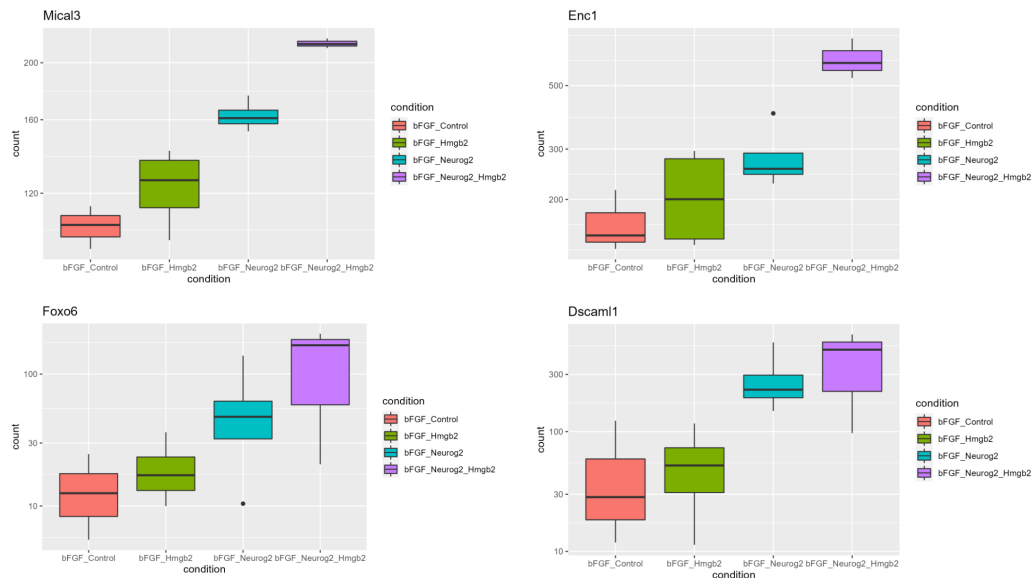 Mical3
count
200
160
120
bFGF_Control
bFGF_Hmgb2
bFGF_Neurog2
bFGF_Neurog2_Hmgb2
condition
condition
bFGF_Control
bFGF_Hmgb2
bFGF_Neurog2
bFGF_Neurog2_Hmgb2
Enc1
count
500
300
200
bFGF_Control
bFGF_Hmgb2
bFGF_Neurog2
bFGF_Neurog2_Hmgb2
condition
condition
bFGF_Control
bFGF_Hmgb2
bFGF_Neurog2
bFGF_Neurog2_Hmgb2
Foxo6
count
100
30
10
bFGF_Control
bFGF_Hmgb2
bFGF_Neurog2
bFGF_Neurog2_Hmgb2
condition
condition
bFGF_Control
bFGF_Hmgb2
bFGF_Neurog2
bFGF_Neurog2_Hmgb2
Dscaml1
count
300
100
30
10
bFGF_Control
bFGF_Hmgb2
bFGF_Neurog2
bFGF_Neurog2_Hmgb2
condition
condition
bFGF_Control
bFGF_Hmgb2
bFGF_Neurog2
bFGF_Neurog2_Hmgb2